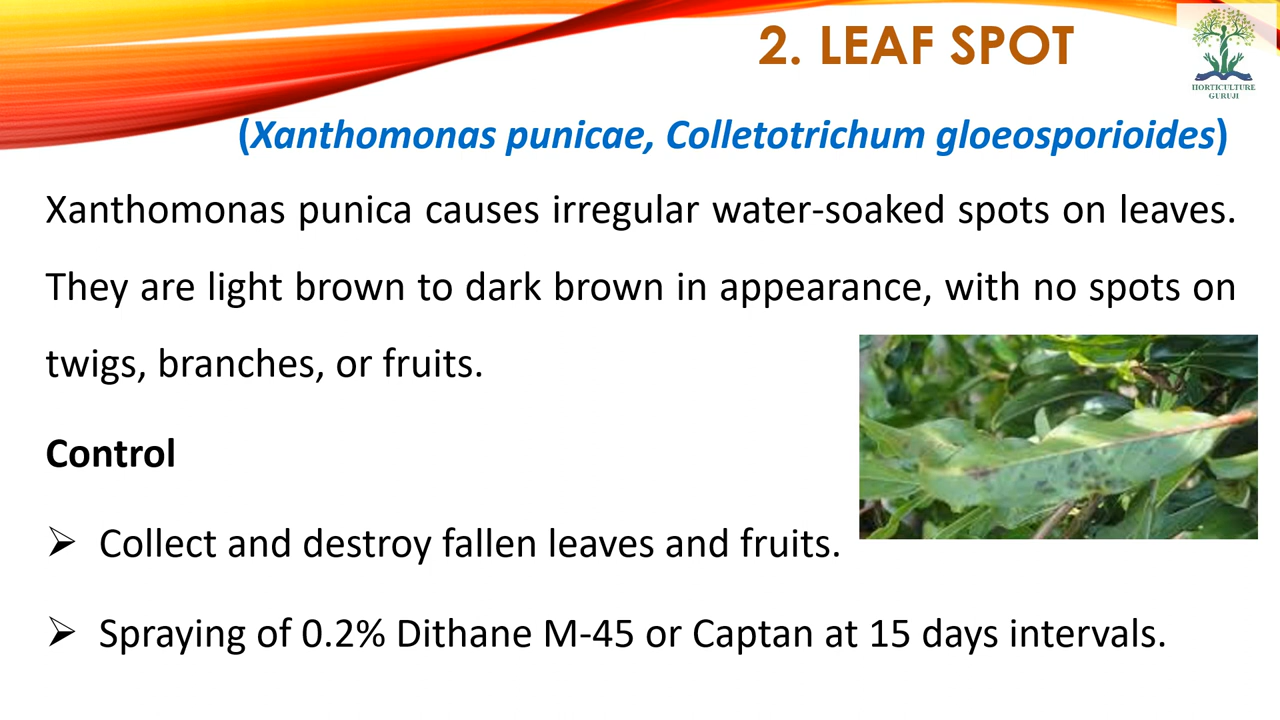 2. LEAF SPOT
HORTICULTURE
GURUJI
(Xanthomonas punicae, Colletotrichum gloeosporioides)
Xanthomonas punica causes irregular water-soaked spots on leaves.
They are light brown to dark brown in appearance, with no spots on
twigs, branches, or fruits.
Control
➢ Collect and destroy fallen leaves and fruits.
➢ Spraying of 0.2% Dithane M-45 or Captan at 15 days intervals.